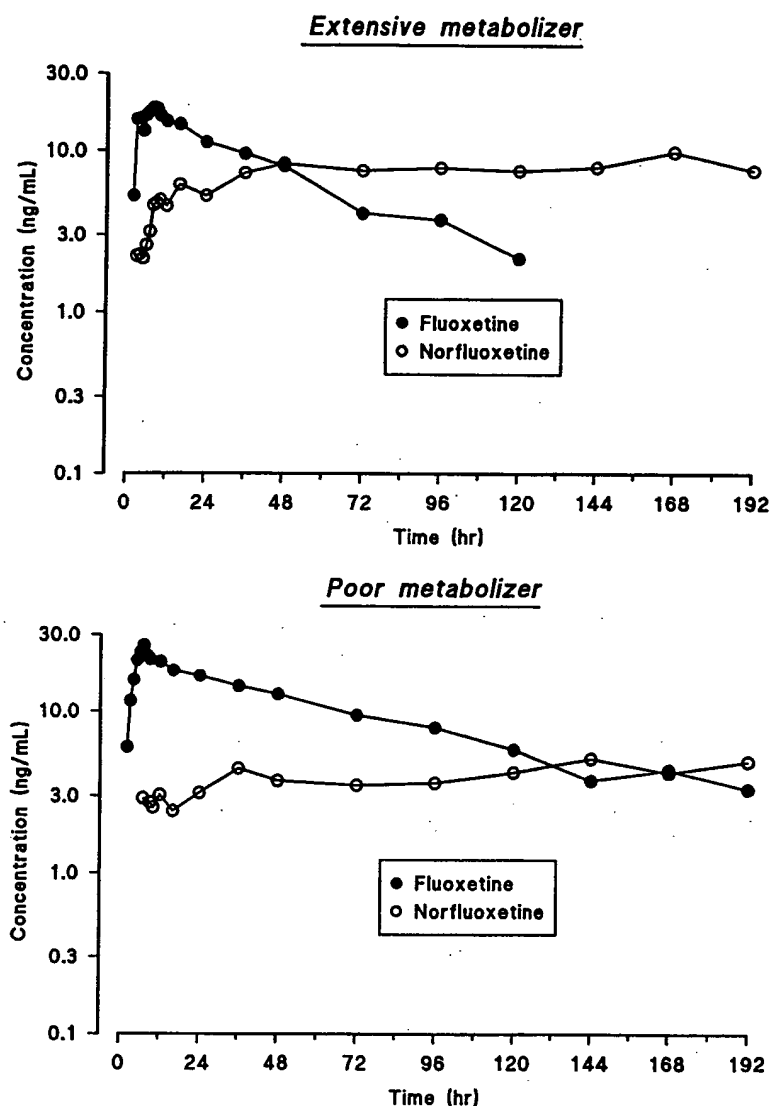 Extensive metabolizer
30.0
10.0
3.0
1.0
0.3
0.1
Concentration (ng/mL)
Fluoxetine
Norfluoxetine
0 24 48 72 96 120 144 168 192
Time (hr)
Poor metabolizer
30.0
10.0
3.0
1.0
0.3
0.1
Concentration (ng/mL)
Fluoxetine
Norfluoxetine
0 24 48 72 96 120 144 168 192
Time (hr)